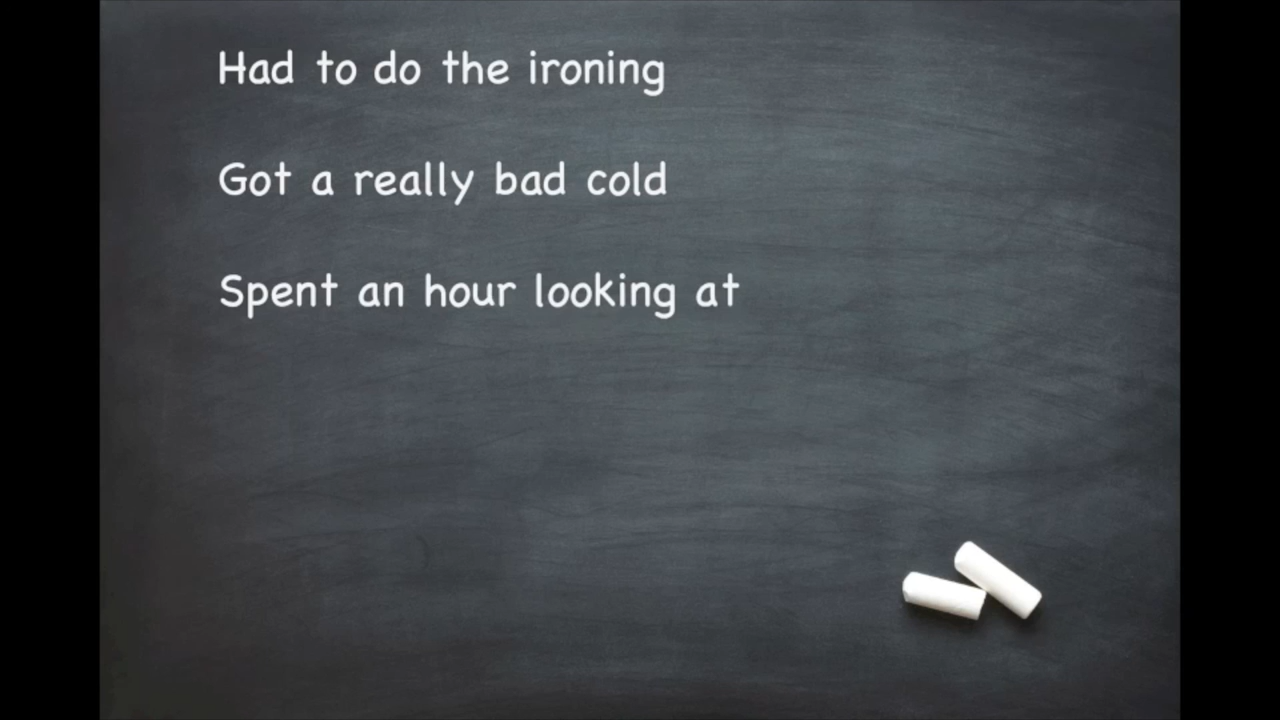 Had to do the ironing
Got a really bad cold
Spent an hour looking at